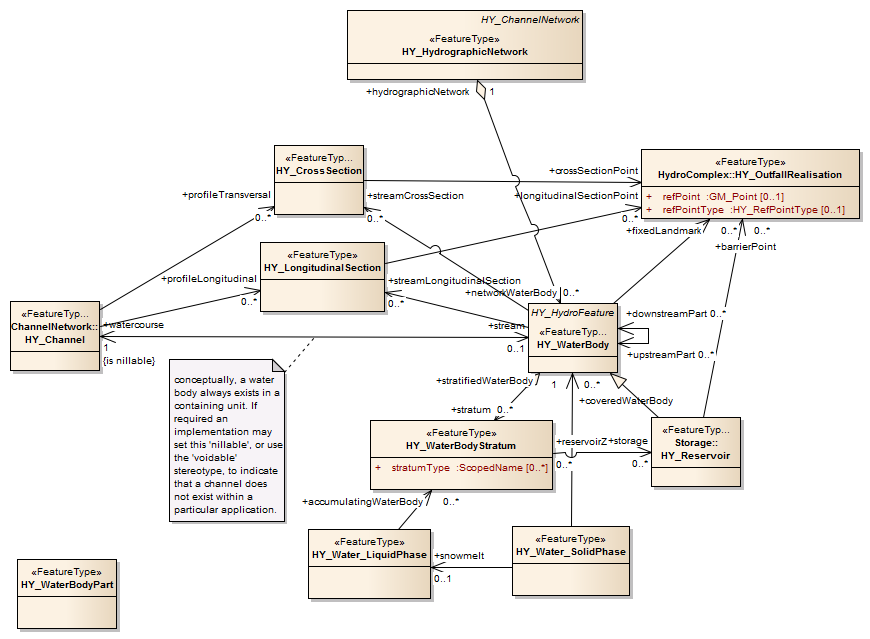 HY_ChannelNetwork
«FeatureType»
HY_HydrographicNetwork
+hydrographicNetwork
1
«FeatureTyp...
HY_CrossSection
+crossSectionPoint
«FeatureType»
HydroComplex::HY_OutfallRealisation
+ refPoint :GM_Point [0..1]
+ refPointType :HY_RefPointType [0..1]
+profileTransversal
0..*
+streamCrossSection
0..*
+longitudinalSectionPoint
0..*
+fixedLandmark
0..*
0..*
+barrierPoint
«FeatureType»
HY_LongitudinalSection
+profileLongitudinal
0..*
+streamLongitudinalSection
0..*
+networkWaterBody
0..*
«FeatureTyp...
ChannelNetwork::
HY_Channel
+watercourse
1
{is nillable}
+stream
0..1
HY_HydroFeature
«FeatureTyp...
HY_WaterBody
+downstreamPart 0..*
+upstreamPart 0..*
conceptually, a water
body always exists in a
containing unit. If
required an
implementation may
set this 'nillable', or use
the 'voidable'
stereotype, to indicate
that a channel does
not exist within a
particular application.
+stratifiedWaterBody
1
0..*
+coveredWaterBody
+stratum
0..*
«FeatureType»
HY_WaterBodyStratum
+ stratumType :ScopedName [0..*]
+reservoirZ
0..*
+storage
0..*
«FeatureTyp...
Storage::
HY_Reservoir
+accumulatingWaterBody
0..*
«FeatureType»
HY_Water_LiquidPhase
+snowmelt
0..1
«FeatureType»
HY_Water_SolidPhase
«FeatureType»
HY_WaterBodyPart